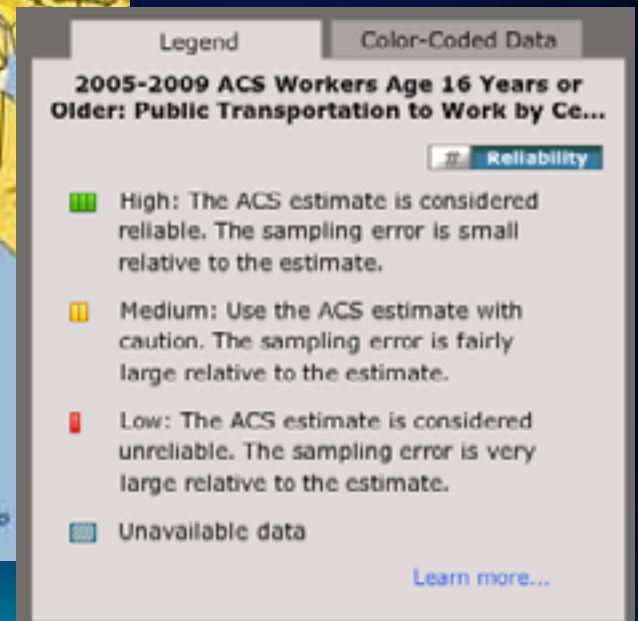 Legend
Color-Coded Data
2005-2009 ACS Workers Age 16 Years or
Older: Public Transportation to Work by Ce...
# Reliability
High: The ACS estimate is considered
reliable. The sampling error is small
relative to the estimate.
Medium: Use the ACS estimate with
caution. The sampling error is fairly
large relative to the estimate.
Low: The ACS estimate is considered
unreliable. The sampling error is very
large relative to the estimate.
Unavailable data
Learn more...